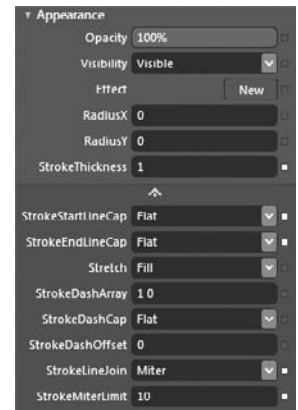 Appearance
Opacity 100%
Visibility Visible
Effect New
RadiusX 0
RadiusY 0
StrokeThickness 1
StrokeStartLineCap Flat
StrokeEndLineCap Flat
Stretch Fill
StrokeDashArray 1 0
StrokeDashCap Flat
StrokeDashOffset 0
StrokeLineJoin Miter
StrokeMiterLimit 10